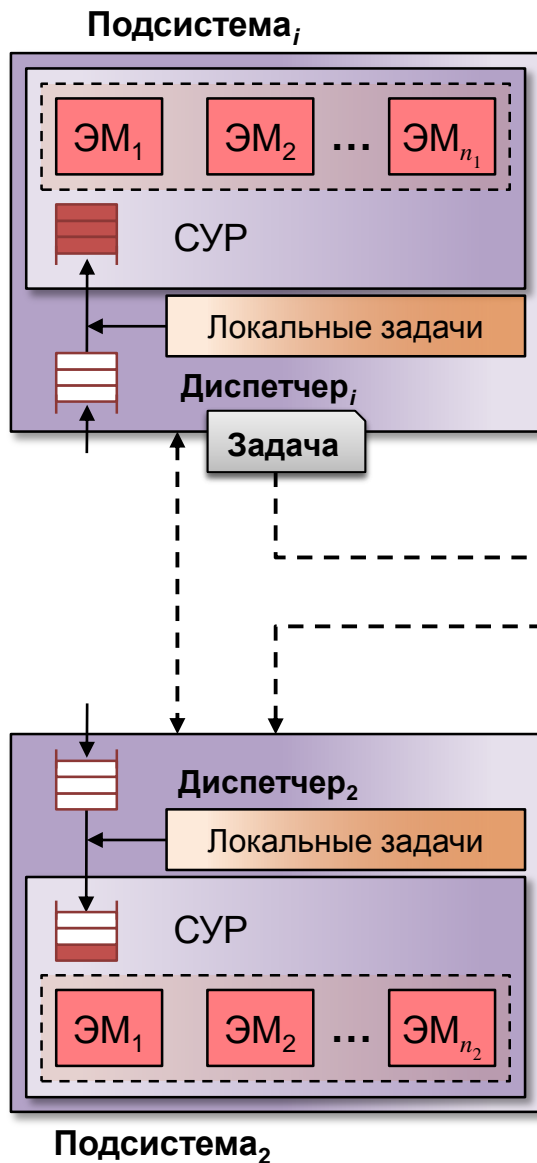 Подсистемаᵢ
ЭМ₁ ЭМ₂ ... ЭМₙ₁
СУР
Локальные задачи
Диспетчерᵢ
Задача
Диспетчер₂
Локальные задачи
СУР
ЭМ₁ ЭМ₂ ... ЭМₙ₂
Подсистема₂